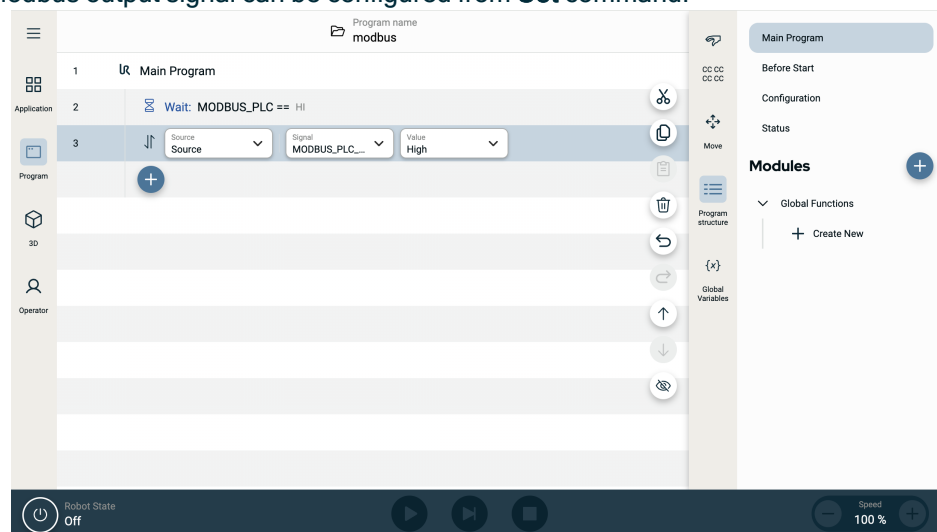 odbus output signal can be configured from Set command.
Program name
modbus
1 Main Program
2 Wait: MODBUS_PLC == HI
3
Source
Source
Signal
MODBUS_PLC_...
Value
High
Application
Program
3D
Operator
CC CC
CC CC
Move
Program
structure
{x}
Global
Variables
Main Program
Before Start
Configuration
Status
Modules
Global Functions
Create New
Robot State
Off
Speed
100 %